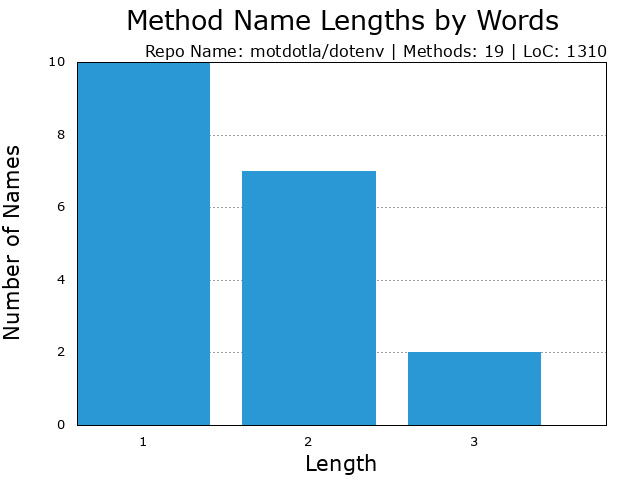 Method Name Lengths by Words
Repo Name: motdotla/dotenv | Methods: 19 | LoC: 1310
Number of Names
10
8
6
4
2
0
1 2 3
Length